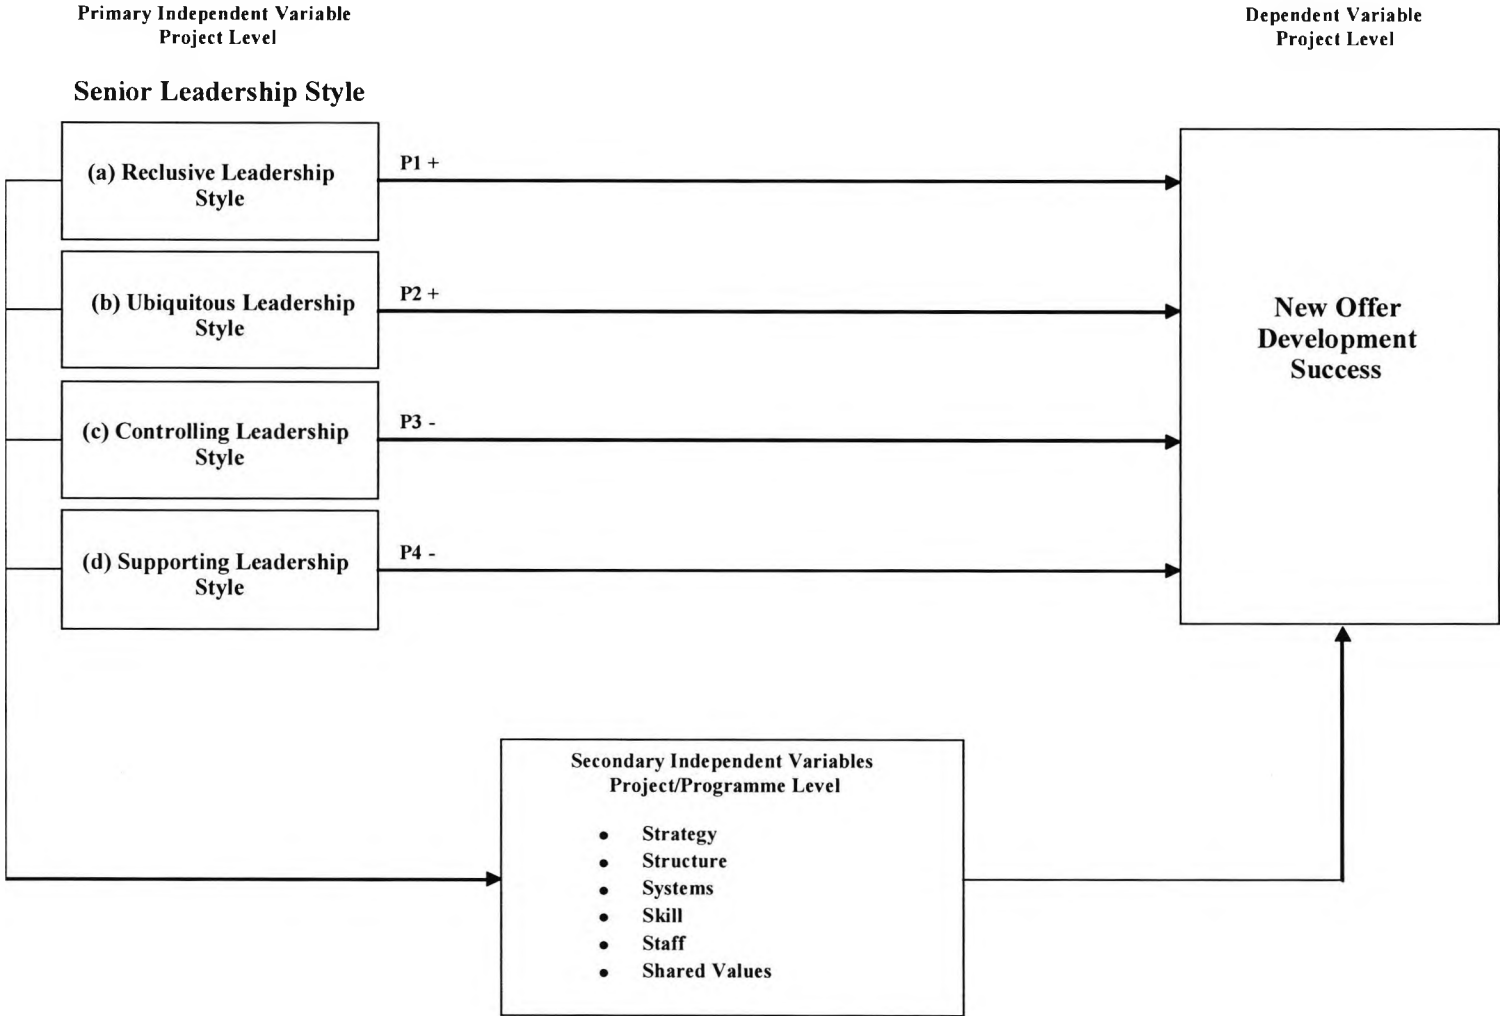 Primary Independent Variable
Project Level
Dependent Variable
Project Level
Senior Leadership Style
(a) Reclusive Leadership
Style
P1 +
(b) Ubiquitous Leadership
Style
P2 +
(c) Controlling Leadership
Style
P3 -
(d) Supporting Leadership
Style
P4 -
New Offer
Development
Success
Secondary Independent Variables
Project/Programme Level
• Strategy
• Structure
• Systems
• Skill
• Staff
• Shared Values